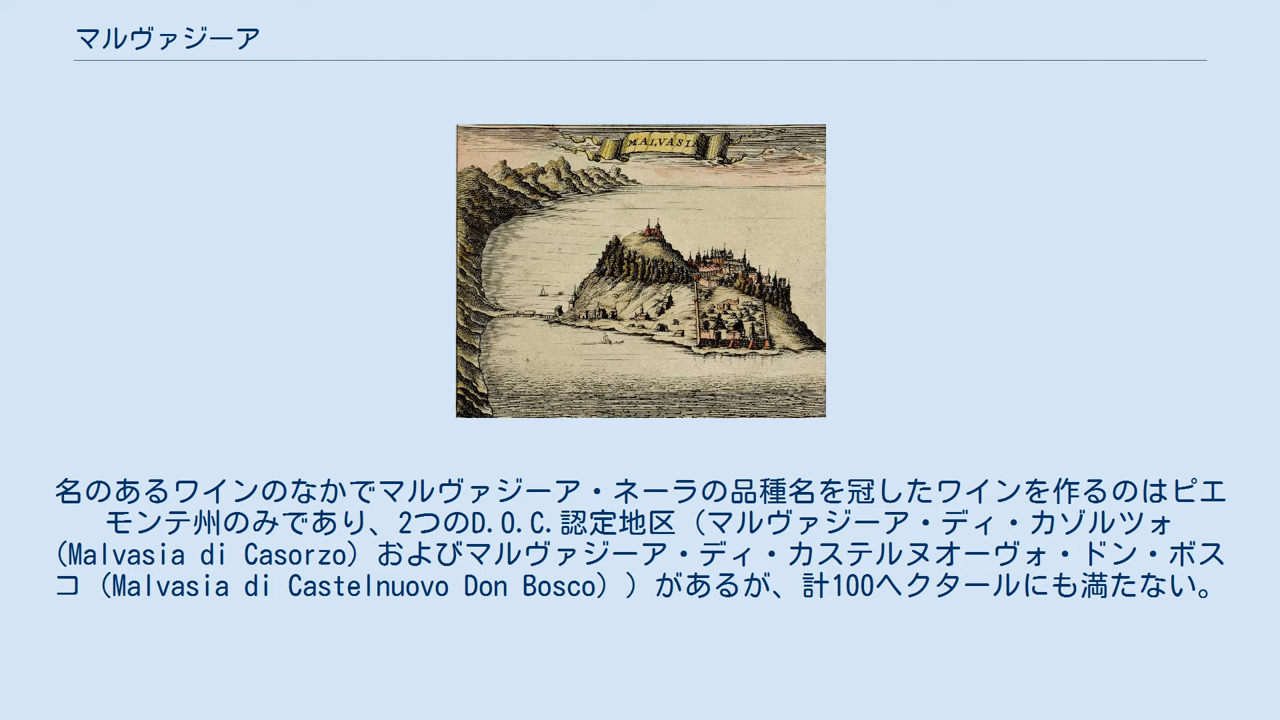 マルヴァジーア
MALVASIA
名のあるワインのなかでマルヴァジーア・ネーラの品種名を冠したワインを作るのはピエ
モンテ州のみであり、2つのD.O.C.認定地区（マルヴァジーア・ディ・カゾルツォ
(Malvasia di Casorzo）およびマルヴァジーア・ディ・カステルヌオーヴォ・ドン・ボス
コ（Malvasia di Castelnuovo Don Bosco））があるが、計100ヘクタールにも満たない。